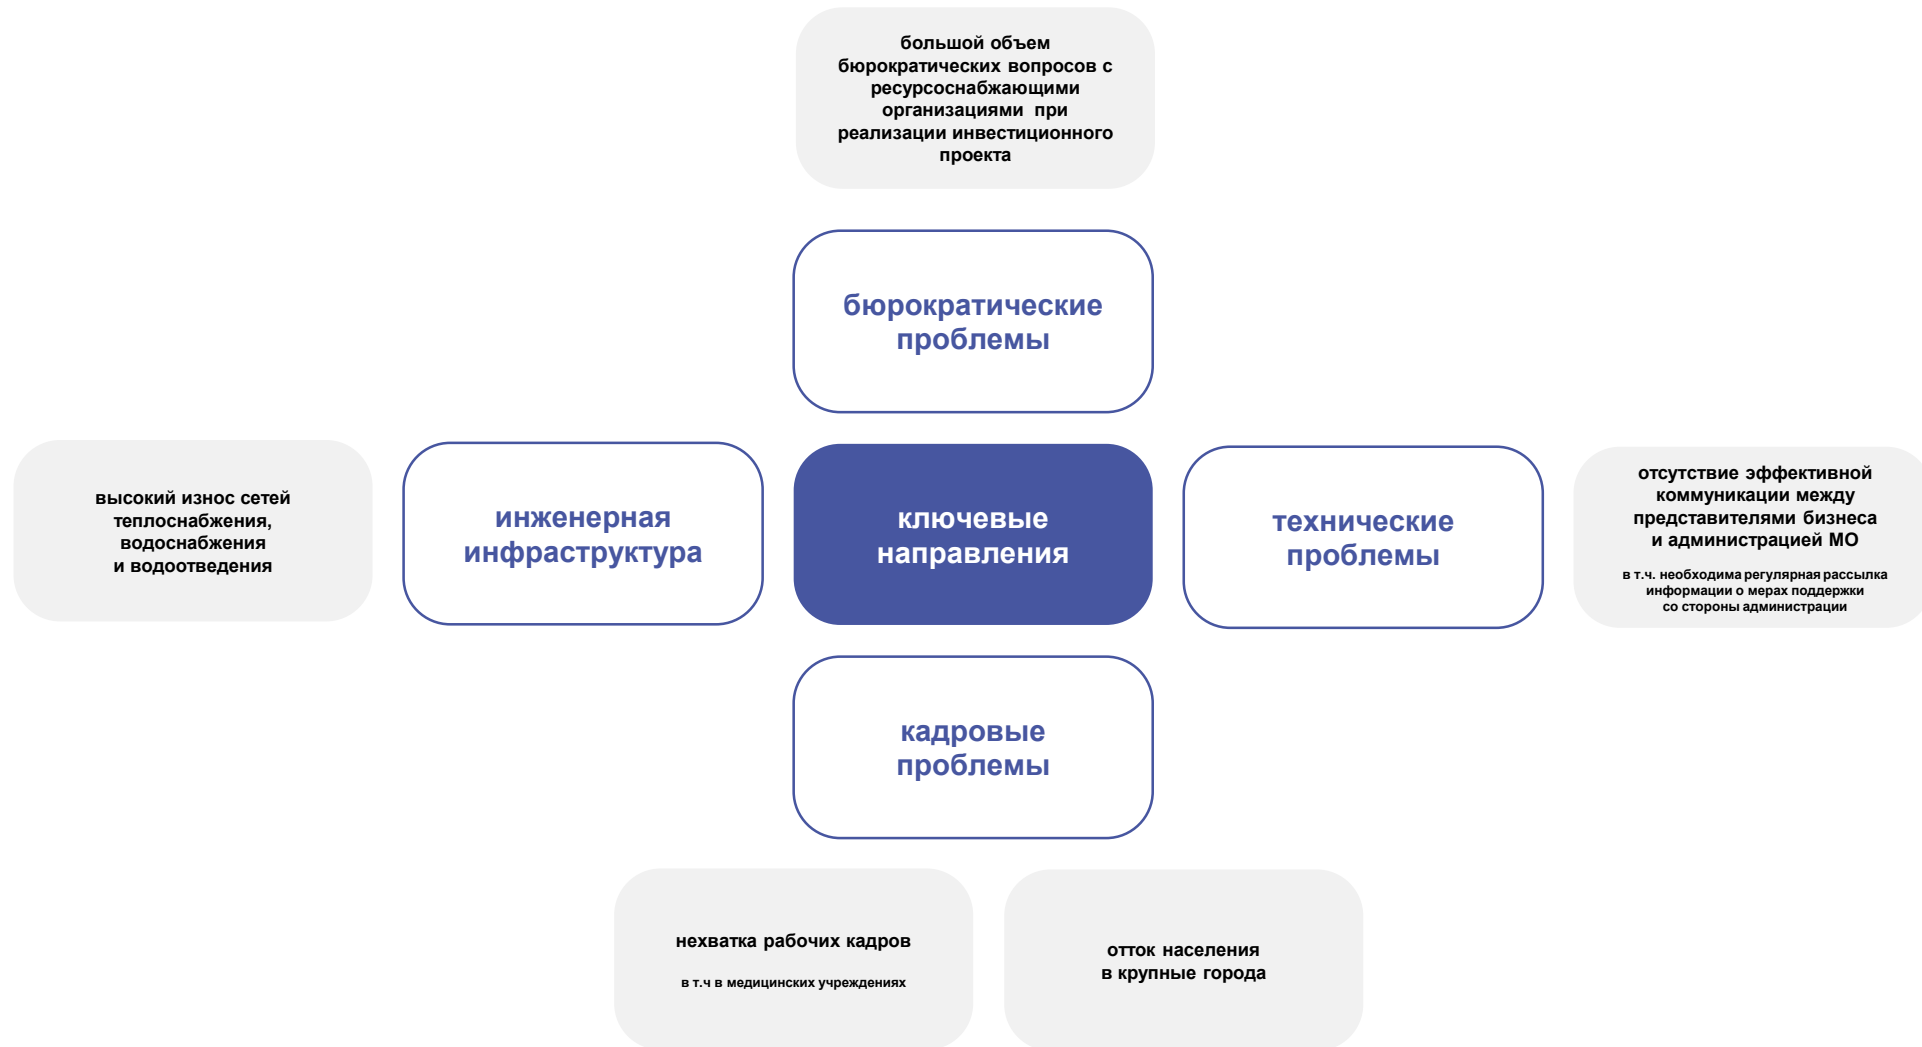 большой объем
бюрократических вопросов с
ресурсоснабжающими
организациями при
реализации инвестиционного
проекта
бюрократические
проблемы
высокий износ сетей
теплоснабжения,
водоснабжения
и водоотведения
инженерная
инфраструктура
ключевые
направления
технические
проблемы
отсутствие эффективной
коммуникации между
представителями бизнеса
и администрацией МО
в т.ч. необходима регулярная рассылка
информации о мерах поддержки
со стороны администрации
кадровые
проблемы
нехватка рабочих кадров
в т.ч в медицинских учреждениях
отток населения
в крупные города